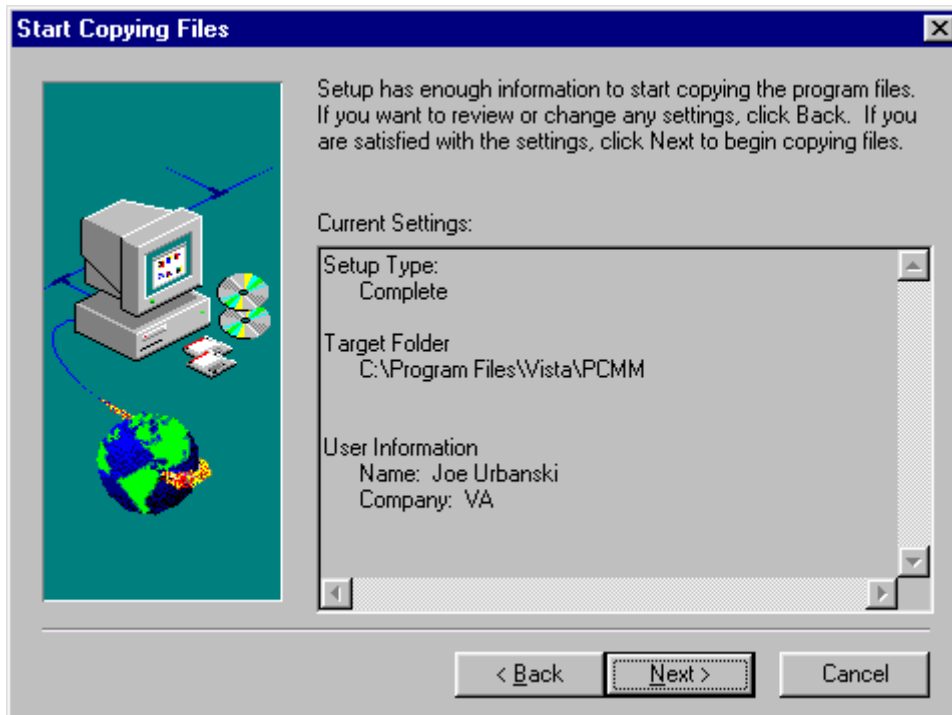 Start Copying Files
Setup has enough information to start copying the program files.
If you want to review or change any settings, click Back.  If you
are satisfied with the settings, click Next to begin copying files.
Current Settings:
Setup Type:
Complete
Target Folder
C:\Program Files\Vista\PCMM
User Information
Name:  Joe Urbanski
Company:  VA
< Back
Next >
Cancel